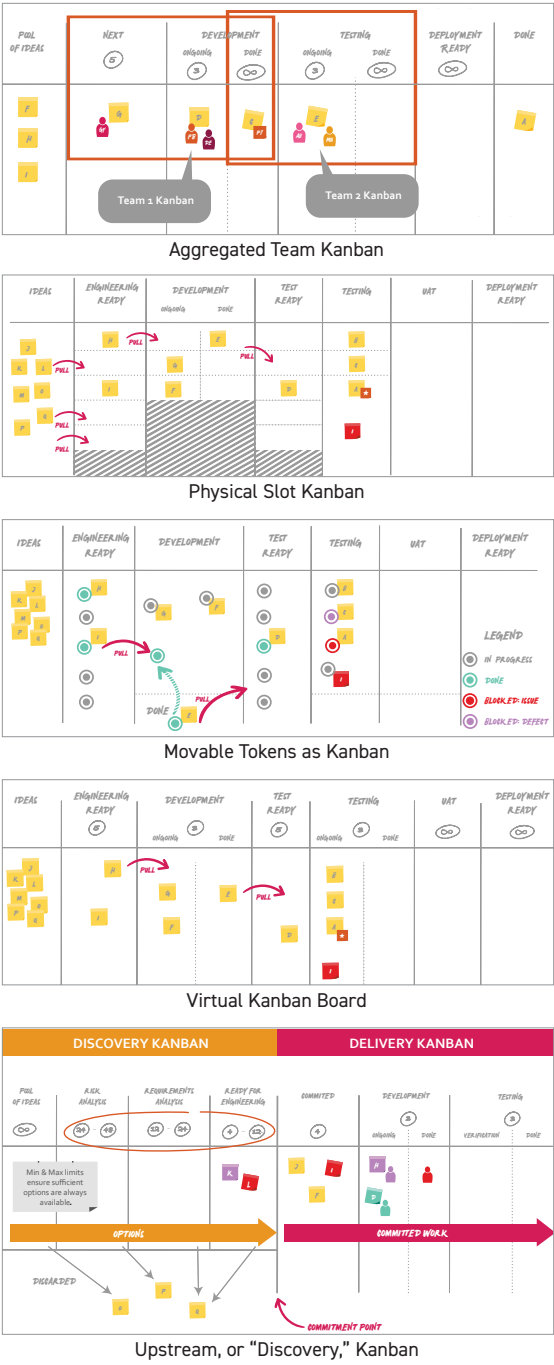 POOL
OF IDEAS
NEXT
5
DEVELOPMENT
ONGOING
3
DONE
∞
TESTING
ONGOING
3
DONE
∞
DEPLOYMENT
READY
∞
DONE
F
H
I
G
D
PB
DE
E
A
Team 1 Kanban
Team 2 Kanban
Aggregated Team Kanban
IDEAS
ENGINEERING
READY
DEVELOPMENT
ONGOING
DONE
TEST
READY
TESTING
UAT
DEPLOYMENT
READY
J
K
L
M
O
P
H
PULL
E
PULL
B
PULL
G
I
F
D
A
PULL
PULL
Physical Slot Kanban
IDEAS
ENGINEERING
READY
DEVELOPMENT
TEST
READY
TESTING
UAT
DEPLOYMENT
READY
J
K
L
M
O
P
H
G
F
I
PULL
D
A
DONE
E
PULL
LEGEND
IN PROGRESS
DONE
BLOCKED: ISSUE
BLOCKED: DEFECT
Movable Tokens as Kanban
IDEAS
ENGINEERING
READY
5
DEVELOPMENT
3
ONGOING
DONE
TEST
READY
5
TESTING
3
ONGOING
DONE
UAT
∞
DEPLOYMENT
READY
∞
J
K
L
M
O
P
H
PULL
G
E
PULL
I
F
D
Virtual Kanban Board
DISCOVERY KANBAN
DELIVERY KANBAN
POOL
OF IDEAS
∞
RISK
ANALYSIS
24 - 48
REQUIREMENTS
ANALYSIS
12 - 24
READY FOR
ENGINEERING
4 - 12
COMMITED
4
DEVELOPMENT
3
ONGOING
DONE
TESTING
3
VERIFICATION
DONE
Min & Max limits
ensure sufficient
options are always
available.
K
L
J
I
F
H
D
OPTIONS
COMMITTED WORK
DISCARDED
COMMITMENT POINT
Upstream, or “Discovery,” Kanban